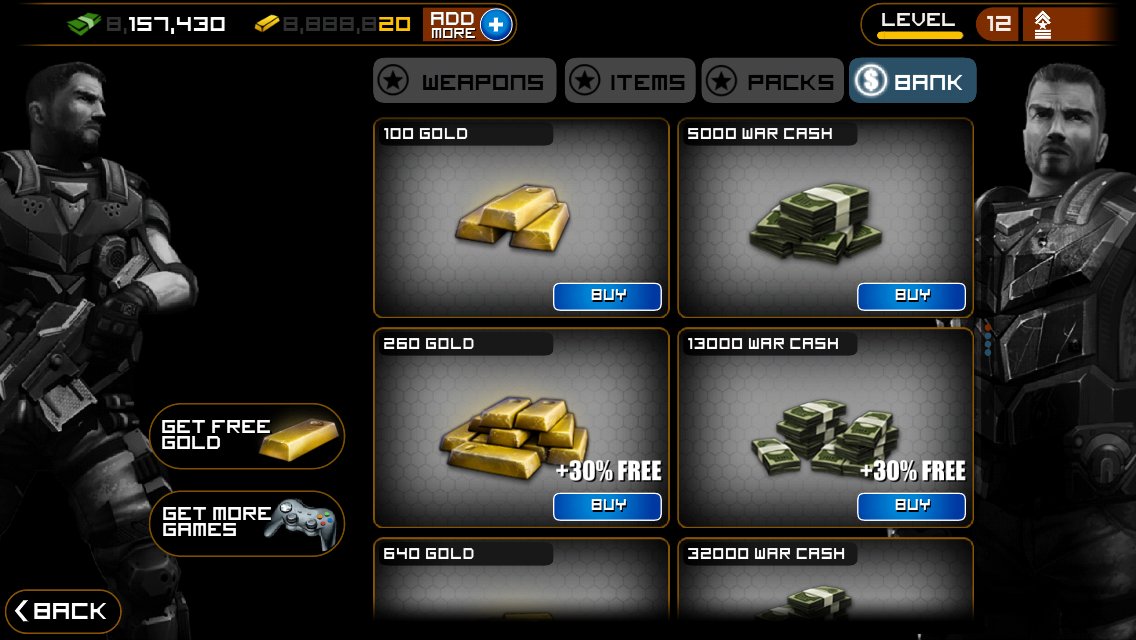 8,157,430
8,888,820
ADD
MORE
LEVEL
12
WEAPONS
ITEMS
PACKS
$ BANK
100 GOLD
BUY
5000 WAR CASH
BUY
260 GOLD
+30% FREE
BUY
13000 WAR CASH
+30% FREE
BUY
640 GOLD
32000 WAR CASH
GET FREE
GOLD
GET MORE
GAMES
BACK